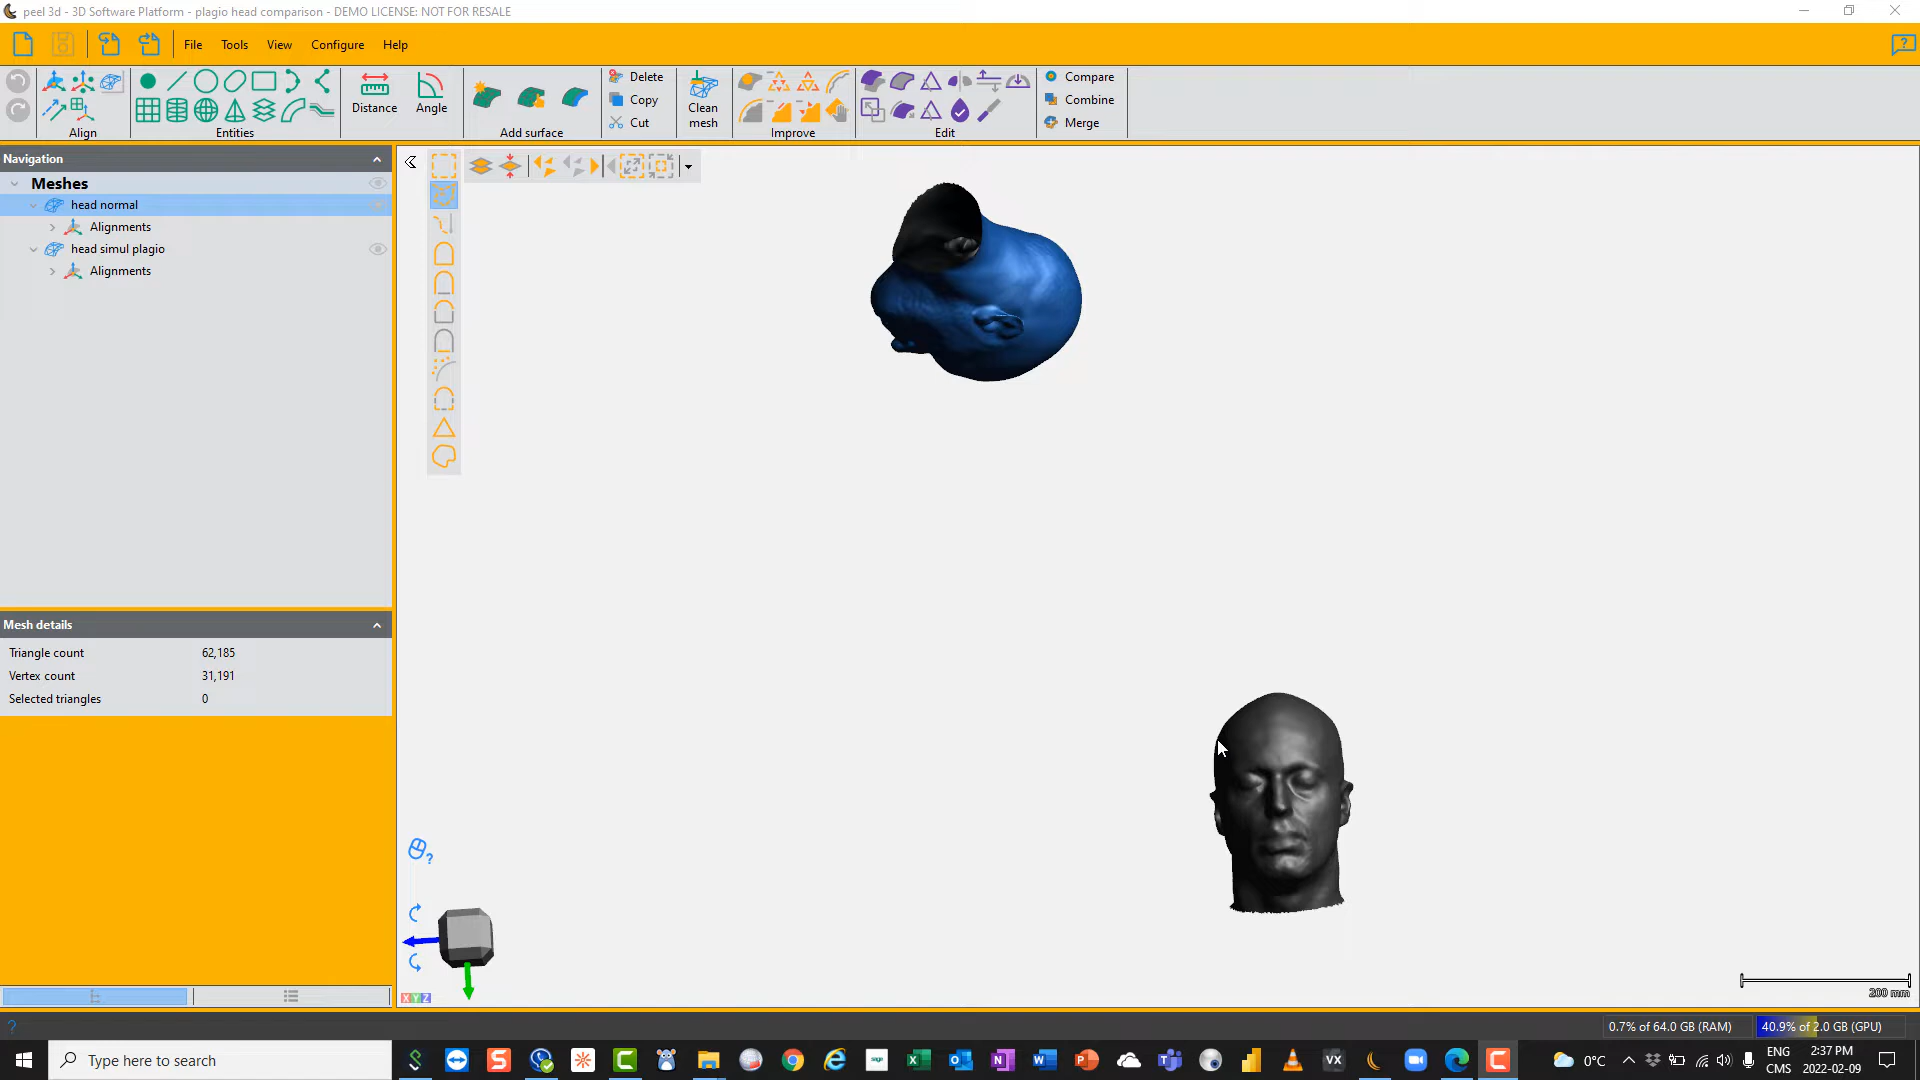 peel 3d - 3D Software Platform - plagio head comparison - DEMO LICENSE: NOT FOR RESALE
File Tools View Configure Help
Align
Entities
Distance
Angle
Add surface
Delete
Copy
Cut
Clean
mesh
Improve
Edit
Compare
Combine
Merge
Navigation
Meshes
head normal
Alignments
head simul plagio
Alignments
Mesh details
Triangle count 62,185
Vertex count 31,191
Selected triangles 0
XYZ
200 mm
0.7% of 64.0 GB (RAM) 40.9% of 2.0 GB (GPU)
Type here to search
sage
VX
0°C
ENG
CMS
2:37 PM
2022-02-09